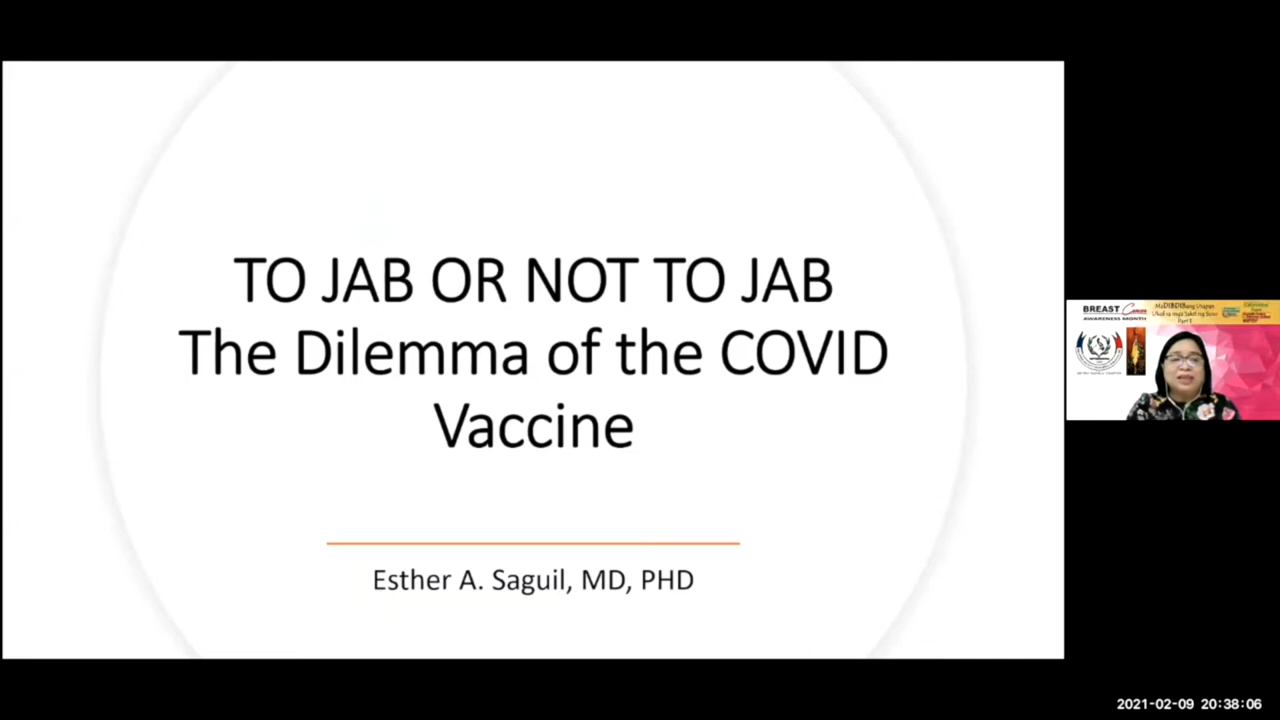 TO JAB OR NOT TO JAB
The Dilemma of the COVID
Vaccine
Esther A. Saguil, MD, PHD
BREAST
AWARENESS MONTH
2021-02-09 20:38:06